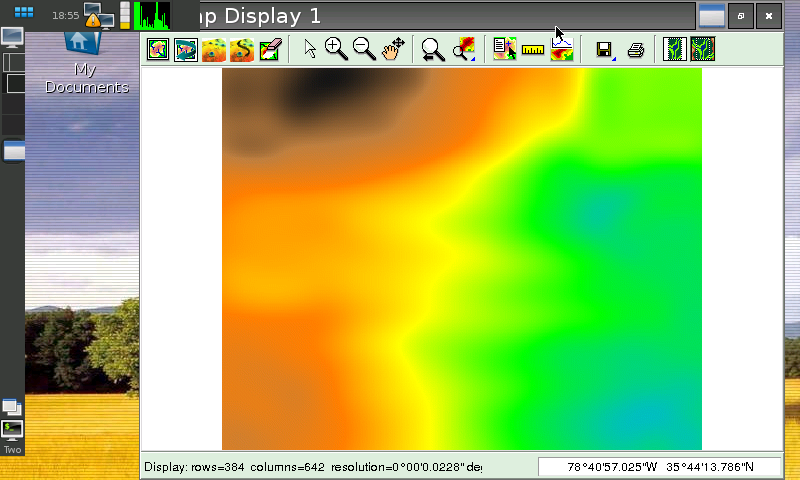 18:55
ap Display 1
My
Documents
Two
Display: rows=384 columns=642 resolution=0°00'0.0228" deg
78°40'57.025"W 35°44'13.786"N